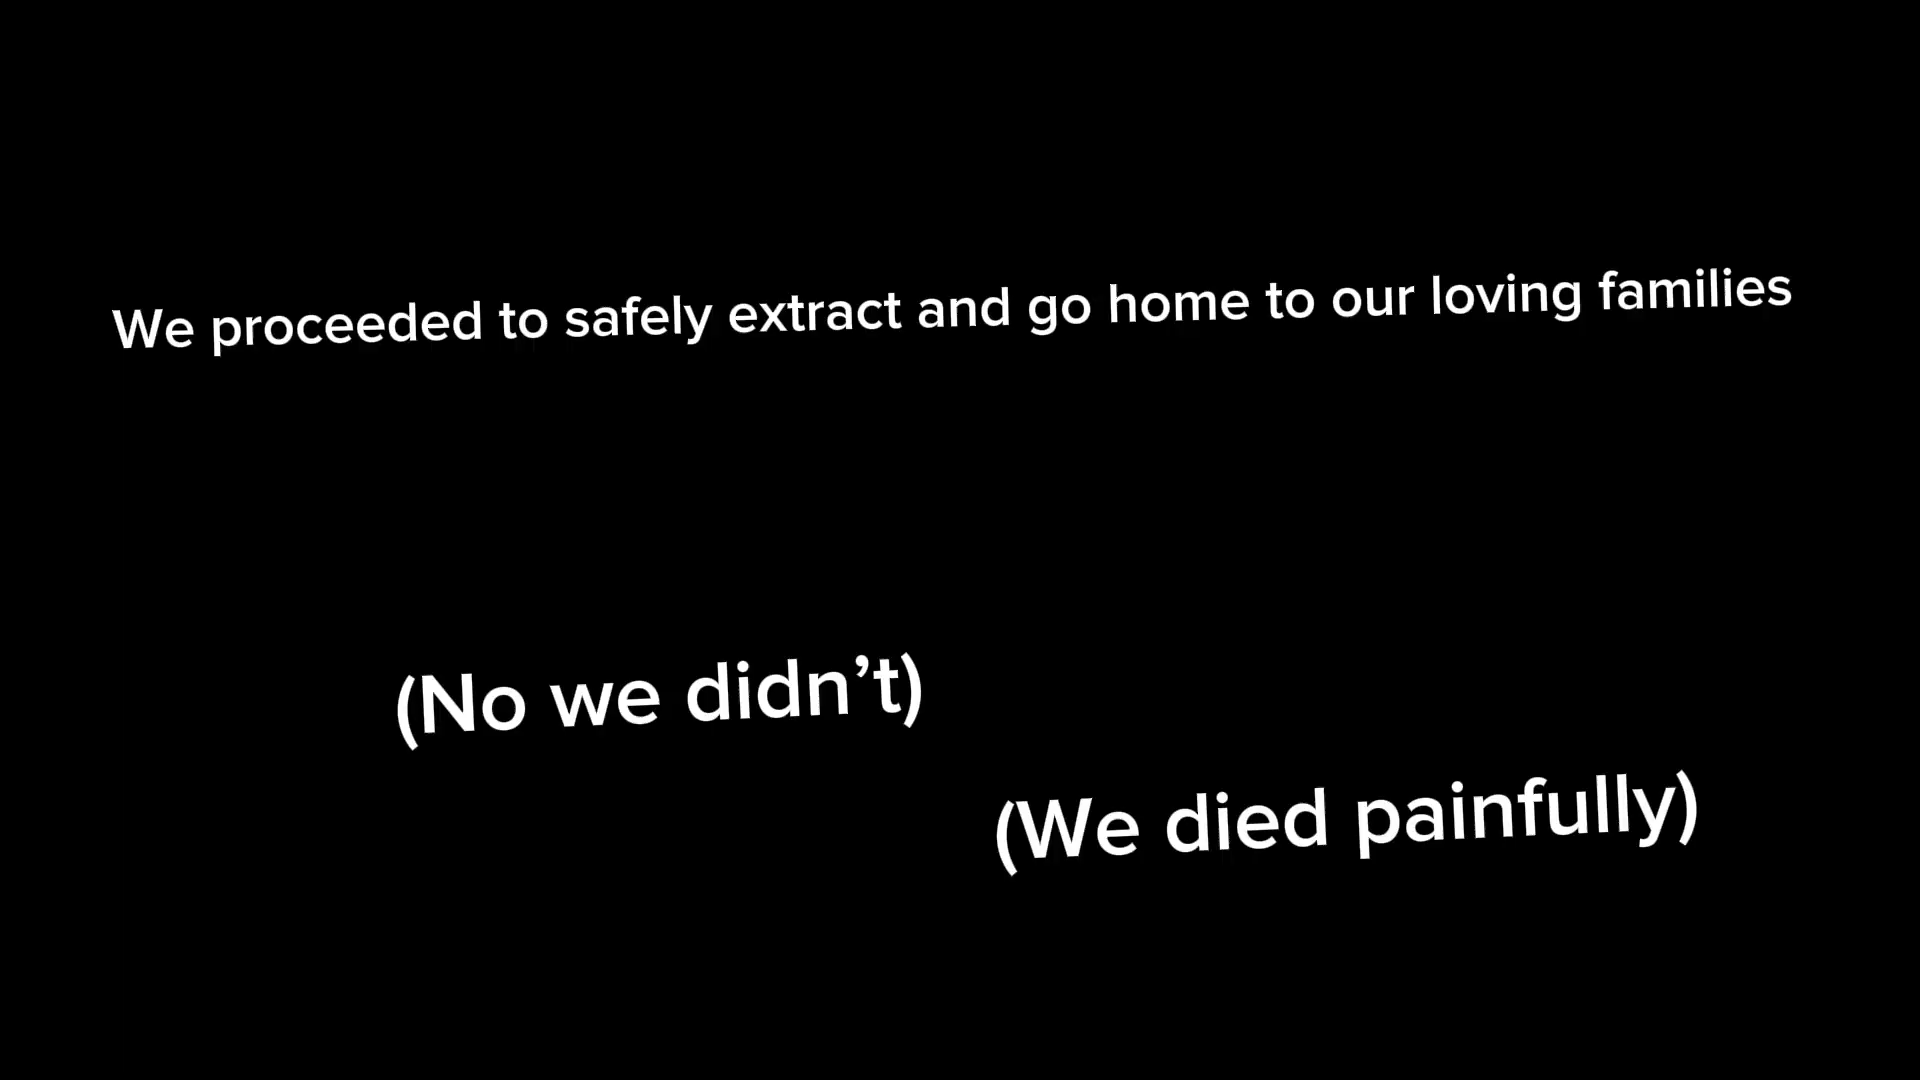 We proceeded to safely extract and go home to our loving families
(No we didn’t)
(We died painfully)